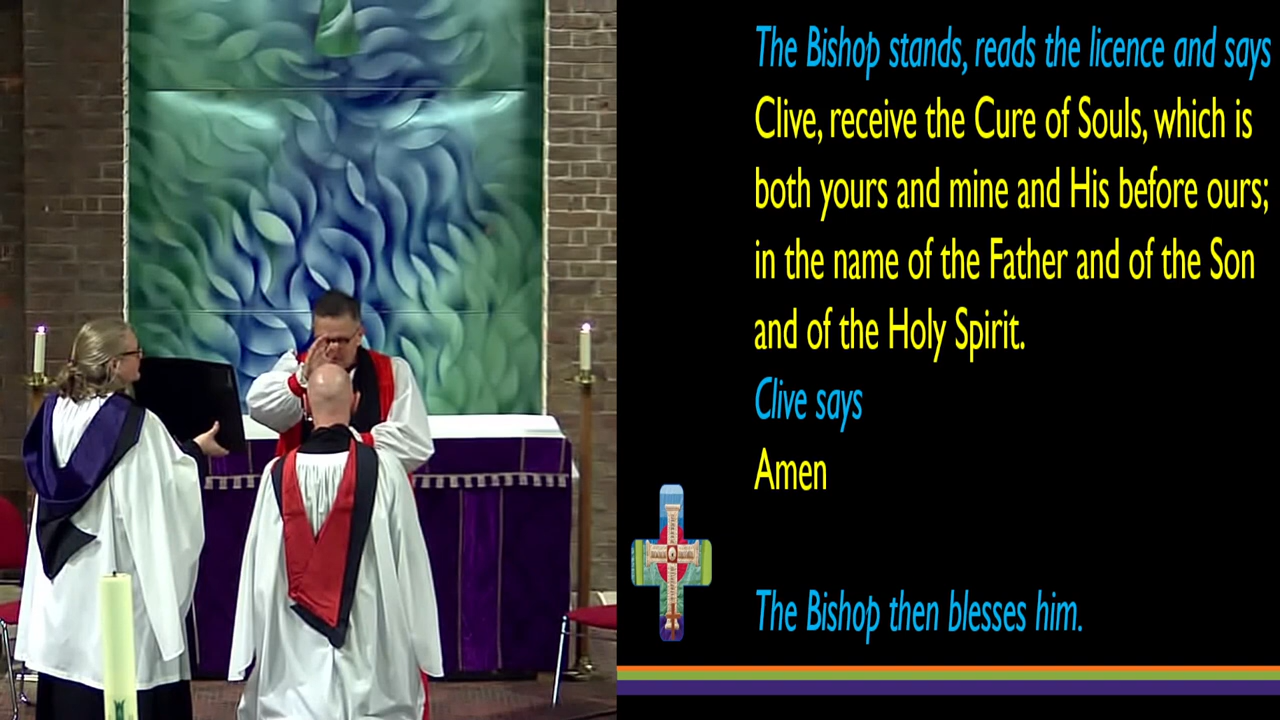 The Bishop stands, reads the licence and says
Clive, receive the Cure of Souls, which is
both yours and mine and His before ours;
in the name of the Father and of the Son
and of the Holy Spirit.
Clive says
Amen
The Bishop then blesses him.